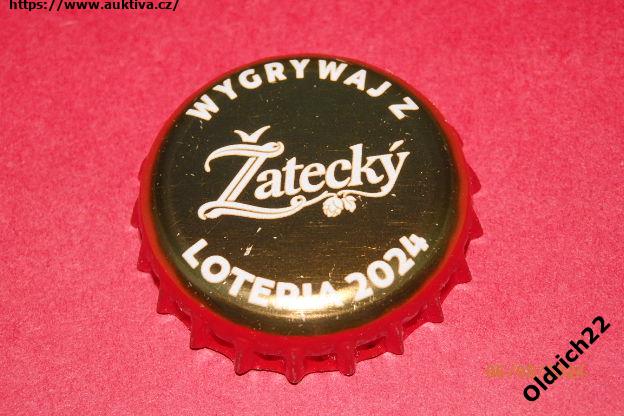 https://www.auktiva.cz/
WYGRYWAJ Z
Žatecký
LOTERIA 2024
Oldrich22